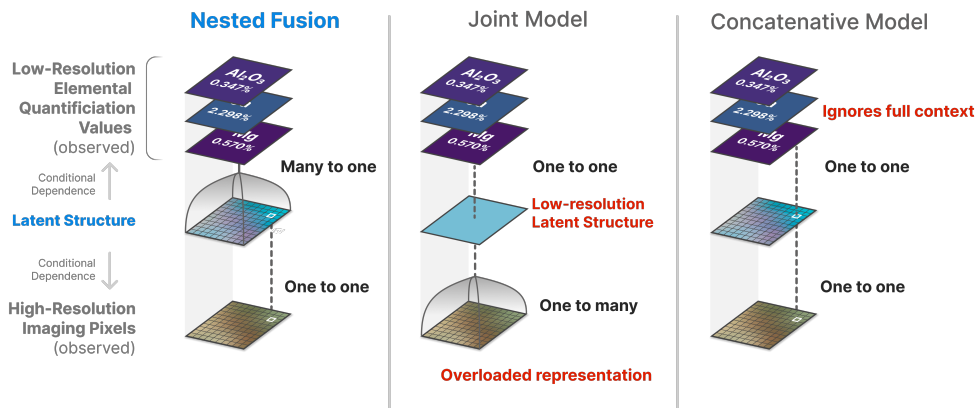 Nested Fusion
Joint Model
Concatenative Model
Low-Resolution
Elemental
Quantificiation
Values
(observed)
Al₂O₃
0.347%
2.298%
Mg
0.570%
Many to one
Conditional
Dependence
Latent Structure
Conditional
Dependence
One to one
High-Resolution
Imaging Pixels
(observed)
Al₂O₃
0.347%
2.298%
Mg
0.570%
One to one
Low-resolution
Latent Structure
One to many
Overloaded representation
Al₂O₃
0.347%
2.298%
Mg
0.570%
Ignores full context
One to one
One to one